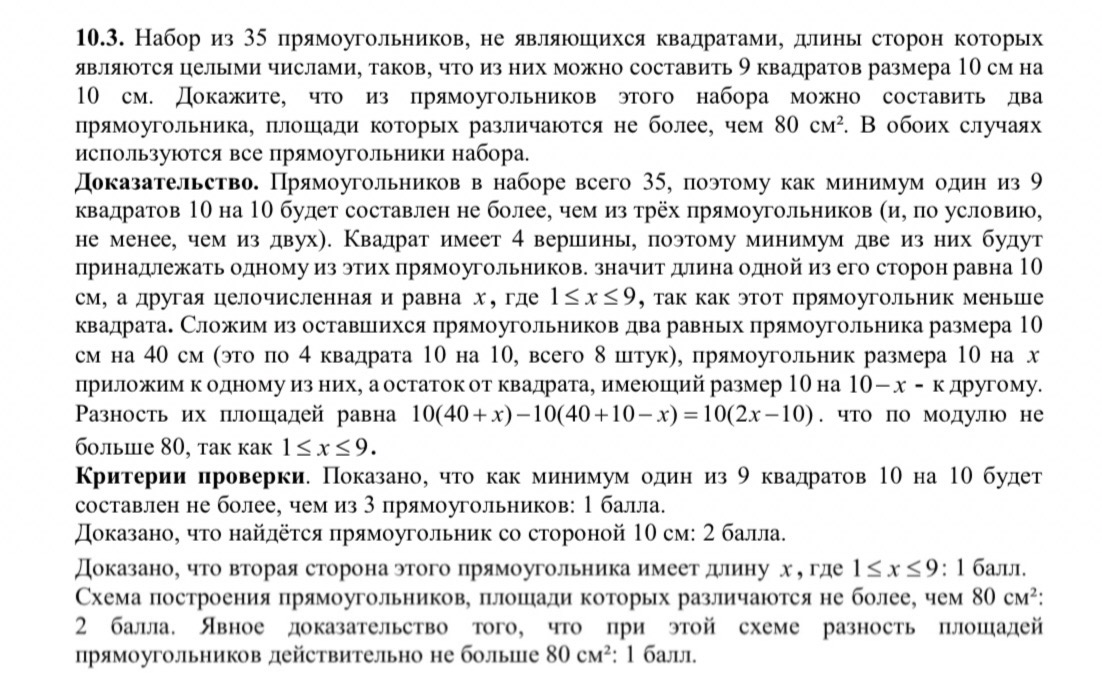 10.3. Набор из 35 прямоугольников, не являющихся квадратами, длины сторон которых
являются целыми числами, таков, что из них можно составить 9 квадратов размера 10 см на
10 см. Докажите, что из прямоугольников этого набора можно составить два
прямоугольника, площади которых различаются не более, чем 80 см². В обоих случаях
используются все прямоугольники набора.
Доказательство. Прямоугольников в наборе всего 35, поэтому как минимум один из 9
квадратов 10 на 10 будет составлен не более, чем из трёх прямоугольников (и, по условию,
не менее, чем из двух). Квадрат имеет 4 вершины, поэтому минимум две из них будут
принадлежать одному из этих прямоугольников. значит длина одной из его сторон равна 10
см, а другая целочисленная и равна x, где 1 ≤ x ≤ 9, так как этот прямоугольник меньше
квадрата. Сложим из оставшихся прямоугольников два равных прямоугольника размера 10
см на 40 см (это по 4 квадрата 10 на 10, всего 8 штук), прямоугольник размера 10 на x
приложим к одному из них, а остаток от квадрата, имеющий размер 10 на 10 − x - к другому.
Разность их площадей равна 10(40 + x) − 10(40 + 10 − x) = 10(2x − 10). что по модулю не
больше 80, так как 1 ≤ x ≤ 9.
Критерии проверки. Показано, что как минимум один из 9 квадратов 10 на 10 будет
составлен не более, чем из 3 прямоугольников: 1 балла.
Доказано, что найдётся прямоугольник со стороной 10 см: 2 балла.
Доказано, что вторая сторона этого прямоугольника имеет длину x, где 1 ≤ x ≤ 9: 1 балл.
Схема построения прямоугольников, площади которых различаются не более, чем 80 см²:
2 балла. Явное доказательство того, что при этой схеме разность площадей
прямоугольников действительно не больше 80 см²: 1 балл.